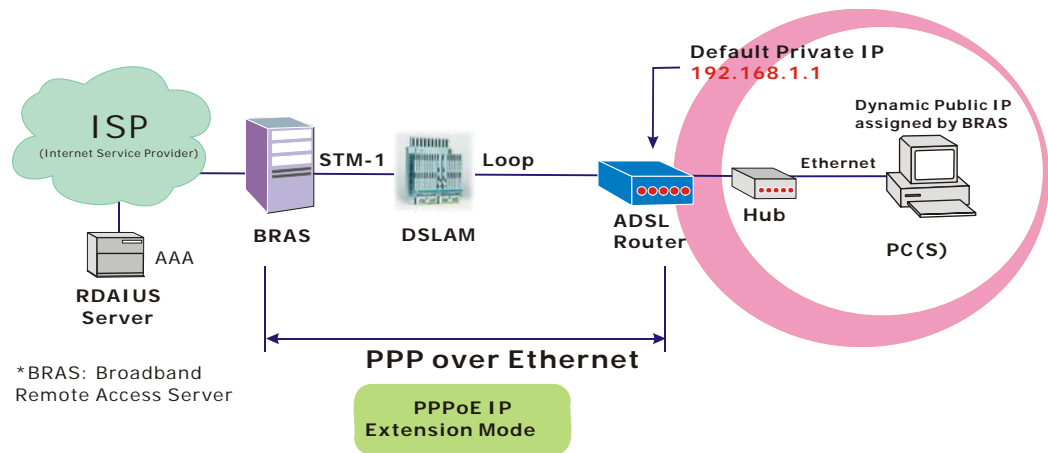 Default Private IP
192.168.1.1
ISP
(Internet Service Provider)
Dynamic Public IP
assigned by BRAS
STM-1
Loop
Ethernet
BRAS
DSLAM
ADSL
Router
Hub
PC(S)
AAA
RDAIUS
Server
PPP over Ethernet
*BRAS: Broadband
Remote Access Server
PPPoE IP
Extension Mode